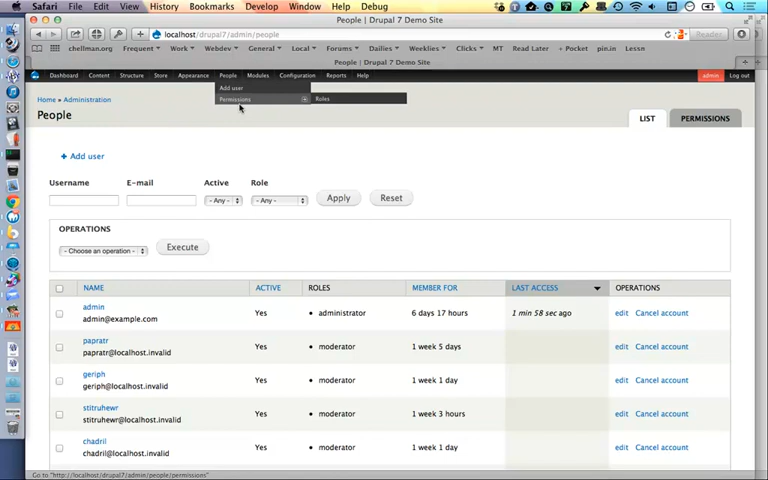 Safari File Edit View History Bookmarks Develop Window Help Debug
People | Drupal 7 Demo Site
localhost/drupal7/admin/people
Reader
chellman.org Frequent Work Webdev General Local Forums Dailies Weeklies Clicks MT Read Later + Pocket pin.in Lessn
People | Drupal 7 Demo Site
Dashboard Content Structure Store Appearance People Modules Configuration Reports Help admin Log out
Add user
Permissions Roles
Home » Administration
People
LIST PERMISSIONS
+ Add user
Username E-mail Active Role
- Any - - Any - Apply Reset
OPERATIONS
- Choose an operation - Execute
NAME ACTIVE ROLES MEMBER FOR LAST ACCESS OPERATIONS
admin
admin@example.com Yes administrator 6 days 17 hours 1 min 58 sec ago edit Cancel account
papratr
papratr@localhost.invalid Yes moderator 1 week 5 days edit Cancel account
geriph
geriph@localhost.invalid Yes moderator 1 week 1 day edit Cancel account
stitruhewr
stitruhewr@localhost.invalid Yes moderator 1 week 3 hours edit Cancel account
chadril
chadril@localhost.invalid Yes moderator 1 week 1 day edit Cancel account
Go to "http://localhost/drupal7/admin/people/permissions"